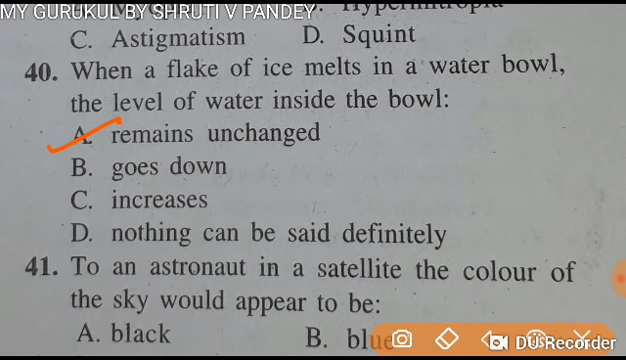 MY GURUKUL BY SHRUTI V PANDEY
C. Astigmatism D. Squint
40. When a flake of ice melts in a water bowl,
the level of water inside the bowl:
A. remains unchanged
B. goes down
C. increases
D. nothing can be said definitely
41. To an astronaut in a satellite the colour of
the sky would appear to be:
A. black B. blue
DU Recorder